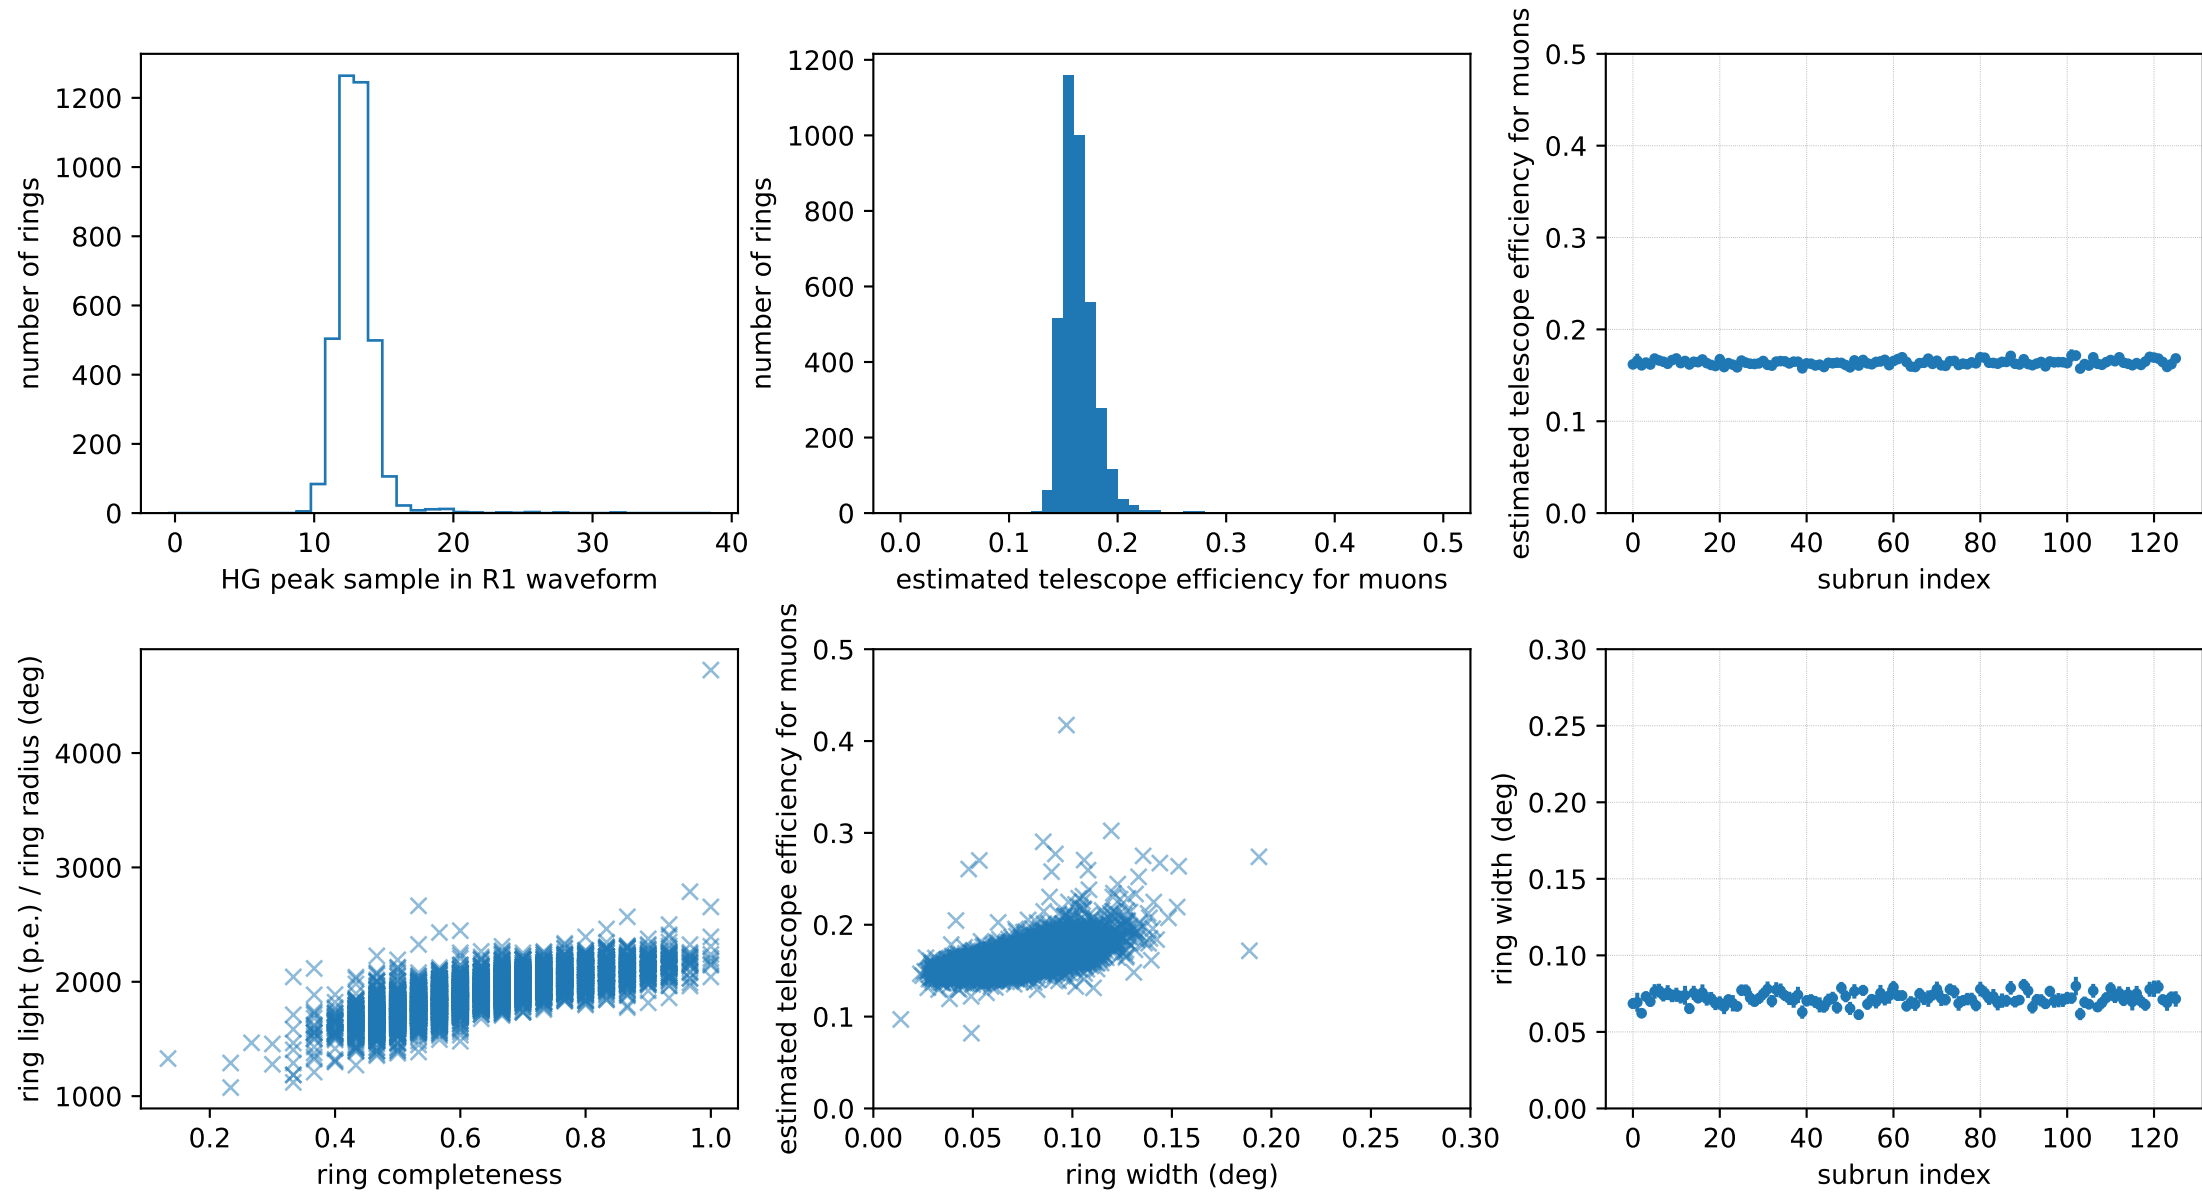 number of rings
1200
1000
800
600
400
200
0
0 10 20 30 40
HG peak sample in R1 waveform
number of rings
1200
1000
800
600
400
200
0
0.0 0.1 0.2 0.3 0.4 0.5
estimated telescope efficiency for muons
estimated telescope efficiency for muons
0.5
0.4
0.3
0.2
0.1
0.0
0 20 40 60 80 100 120
subrun index
ring light (p.e.) / ring radius (deg)
4000
3000
2000
1000
0.2 0.4 0.6 0.8 1.0
ring completeness
estimated telescope efficiency for muons
0.5
0.4
0.3
0.2
0.1
0.0
0.00 0.05 0.10 0.15 0.20 0.25 0.30
ring width (deg)
ring width (deg)
0.30
0.25
0.20
0.15
0.10
0.05
0.00
0 20 40 60 80 100 120
subrun index